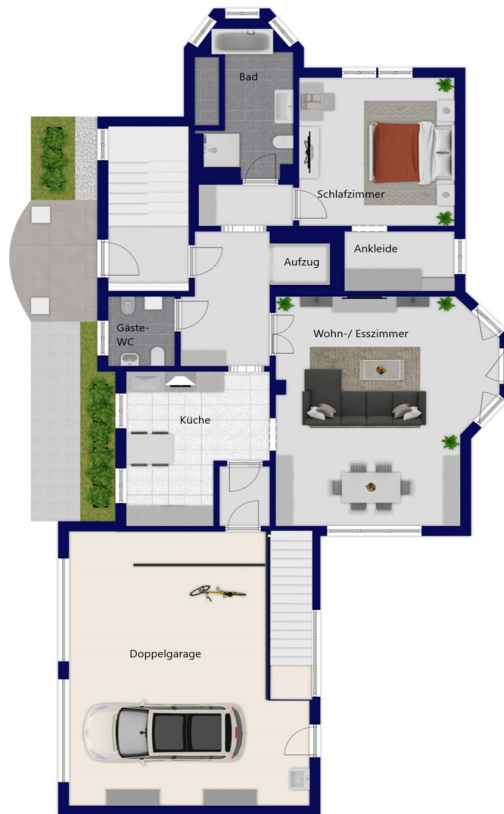 Bad
Schlafzimmer
Ankleide
Aufzug
Gäste-
WC
Wohn-/ Esszimmer
Küche
Doppelgarage